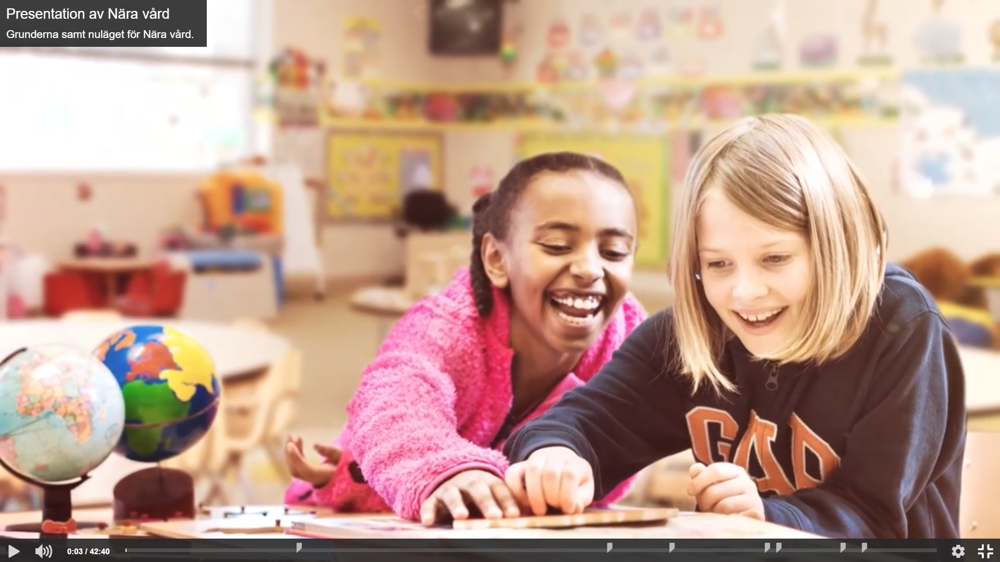 Presentation av Nära vård
Grunderna samt nuläget för Nära vård.
GAP
0:03 / 42:40